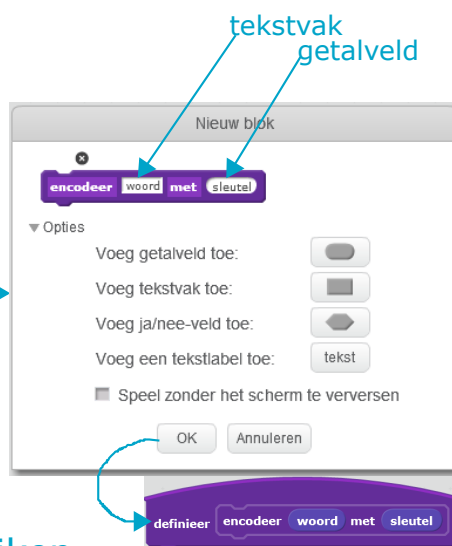 tekstvak
getalveld
Nieuw blok
encodeer woord met sleutel
Opties
Voeg getalveld toe:
Voeg tekstvak toe:
Voeg ja/nee-veld toe:
Voeg een tekstlabel toe: tekst
Speel zonder het scherm te verversen
OK Annuleren
definieer encodeer woord met sleutel